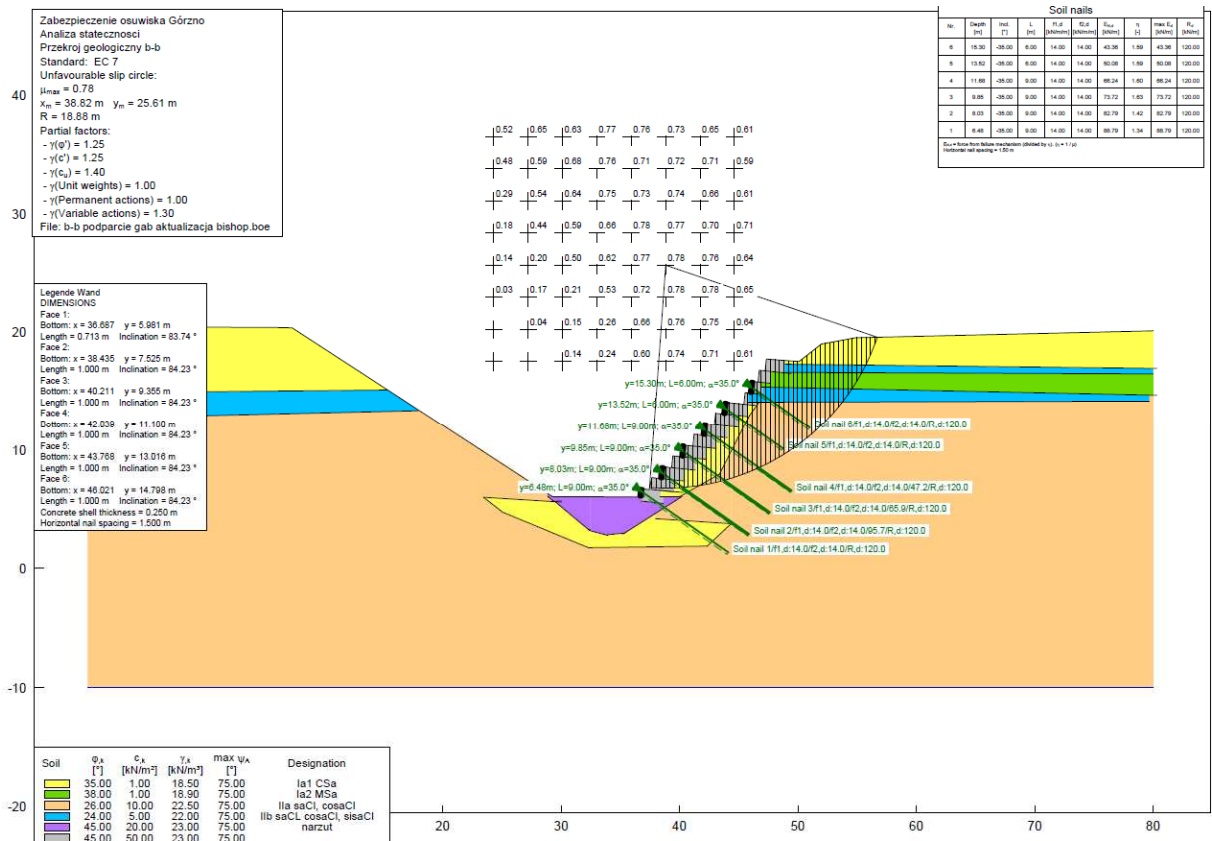 Zabezpieczenie osuwiska Górzno
Analiza statecznosci
Przekroj geologiczny b-b
Standard: EC 7
Unfavourable slip circle:
μmax = 0.78
xm = 38.82 m ym = 25.61 m
R = 18.88 m
Partial factors:
- γ(φ') = 1.25
- γ(c') = 1.25
- γ(cu) = 1.40
- γ(Unit weights) = 1.00
- γ(Permanent actions) = 1.00
- γ(Variable actions) = 1.30
File: b-b podparcie gab aktualizacja bishop.boe
Soil nails
Nr. Depth Incl. L f1,d f2,d η max Rd
[m] [°] [m] [kN/m/m] [kN/m/m] [kN/m] [-] [kN/m] [kN/m]
6 15.30 -35.00 6.00 14.00 14.00 43.36 1.59 43.36 120.00
5 13.52 -35.00 6.00 14.00 14.00 50.08 1.59 50.08 120.00
4 11.68 -35.00 9.00 14.00 14.00 66.24 1.60 66.24 120.00
3 9.85 -35.00 9.00 14.00 14.00 73.72 1.63 73.72 120.00
2 8.03 -35.00 9.00 14.00 14.00 82.79 1.42 82.79 120.00
1 6.48 -35.00 9.00 14.00 14.00 88.79 1.34 88.79 120.00
= force from failure mechanism (divided by η). (η = 1 / μ)
Horizontal nail spacing = 1.50 m
40
30
20
10
0
-10
-20
0.52 0.65 0.63 0.77 0.76 0.73 0.65 0.61
0.48 0.59 0.68 0.76 0.71 0.72 0.71 0.59
0.29 0.54 0.64 0.75 0.73 0.74 0.66 0.61
0.18 0.44 0.59 0.66 0.78 0.77 0.70 0.71
0.14 0.20 0.50 0.62 0.77 0.78 0.76 0.64
0.03 0.17 0.21 0.53 0.72 0.78 0.78 0.65
0.04 0.15 0.26 0.66 0.76 0.75 0.64
0.14 0.24 0.60 0.74 0.71 0.61
Legende Wand
DIMENSIONS
Face 1:
Bottom: x = 36.687 y = 5.981 m
Length = 0.713 m Inclination = 83.74 °
Face 2:
Bottom: x = 38.435 y = 7.525 m
Length = 1.000 m Inclination = 84.23 °
Face 3:
Bottom: x = 40.211 y = 9.355 m
Length = 1.000 m Inclination = 84.23 °
Face 4:
Bottom: x = 42.039 y = 11.100 m
Length = 1.000 m Inclination = 84.23 °
Face 5:
Bottom: x = 43.768 y = 13.016 m
Length = 1.000 m Inclination = 84.23 °
Face 6:
Bottom: x = 46.021 y = 14.798 m
Length = 1.000 m Inclination = 84.23 °
Concrete shell thickness = 0.250 m
Horizontal nail spacing = 1.500 m
y=15.30m; L=6.00m; α=35.0°
y=13.52m; L=6.00m; α=35.0°
y=11.68m; L=9.00m; α=35.0°
y=9.85m; L=9.00m; α=35.0°
y=8.03m; L=9.00m; α=35.0°
y=6.48m; L=9.00m; α=35.0°
Soil nail 6/f1,d:14.0/f2,d:14.0/R,d:120.0
Soil nail 5/f1,d:14.0/f2,d:14.0/R,d:120.0
Soil nail 4/f1,d:14.0/f2,d:14.0/47.2/R,d:120.0
Soil nail 3/f1,d:14.0/f2,d:14.0/65.9/R,d:120.0
Soil nail 2/f1,d:14.0/f2,d:14.0/95.7/R,d:120.0
Soil nail 1/f1,d:14.0/f2,d:14.0/R,d:120.0
Soil φ,k c,k γ,k max ψA Designation
[°] [kN/m²] [kN/m³] [°]
35.00 1.00 18.50 75.00 Ia1 CSa
38.00 1.00 18.90 75.00 Ia2 MSa
26.00 10.00 22.50 75.00 IIa saCl, cosaCl
24.00 5.00 22.00 75.00 IIb saCL cosaCl, sisaCl
45.00 20.00 23.00 75.00 narzut
45.00 50.00 23.00 75.00
20 30 40 50 60 70 80